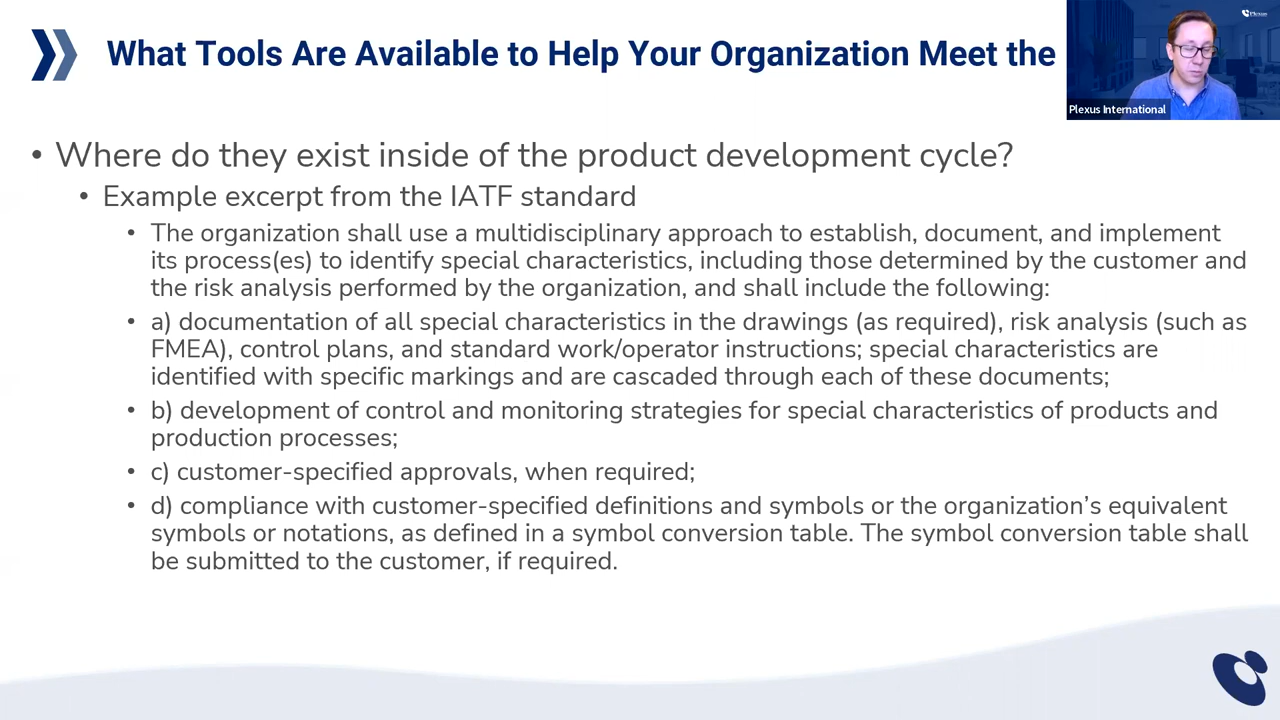 What Tools Are Available to Help Your Organization Meet the
Plexus
Plexus International
• Where do they exist inside of the product development cycle?
• Example excerpt from the IATF standard
• The organization shall use a multidisciplinary approach to establish, document, and implement
its process(es) to identify special characteristics, including those determined by the customer and
the risk analysis performed by the organization, and shall include the following:
• a) documentation of all special characteristics in the drawings (as required), risk analysis (such as
FMEA), control plans, and standard work/operator instructions; special characteristics are
identified with specific markings and are cascaded through each of these documents;
• b) development of control and monitoring strategies for special characteristics of products and
production processes;
• c) customer-specified approvals, when required;
• d) compliance with customer-specified definitions and symbols or the organization’s equivalent
symbols or notations, as defined in a symbol conversion table. The symbol conversion table shall
be submitted to the customer, if required.